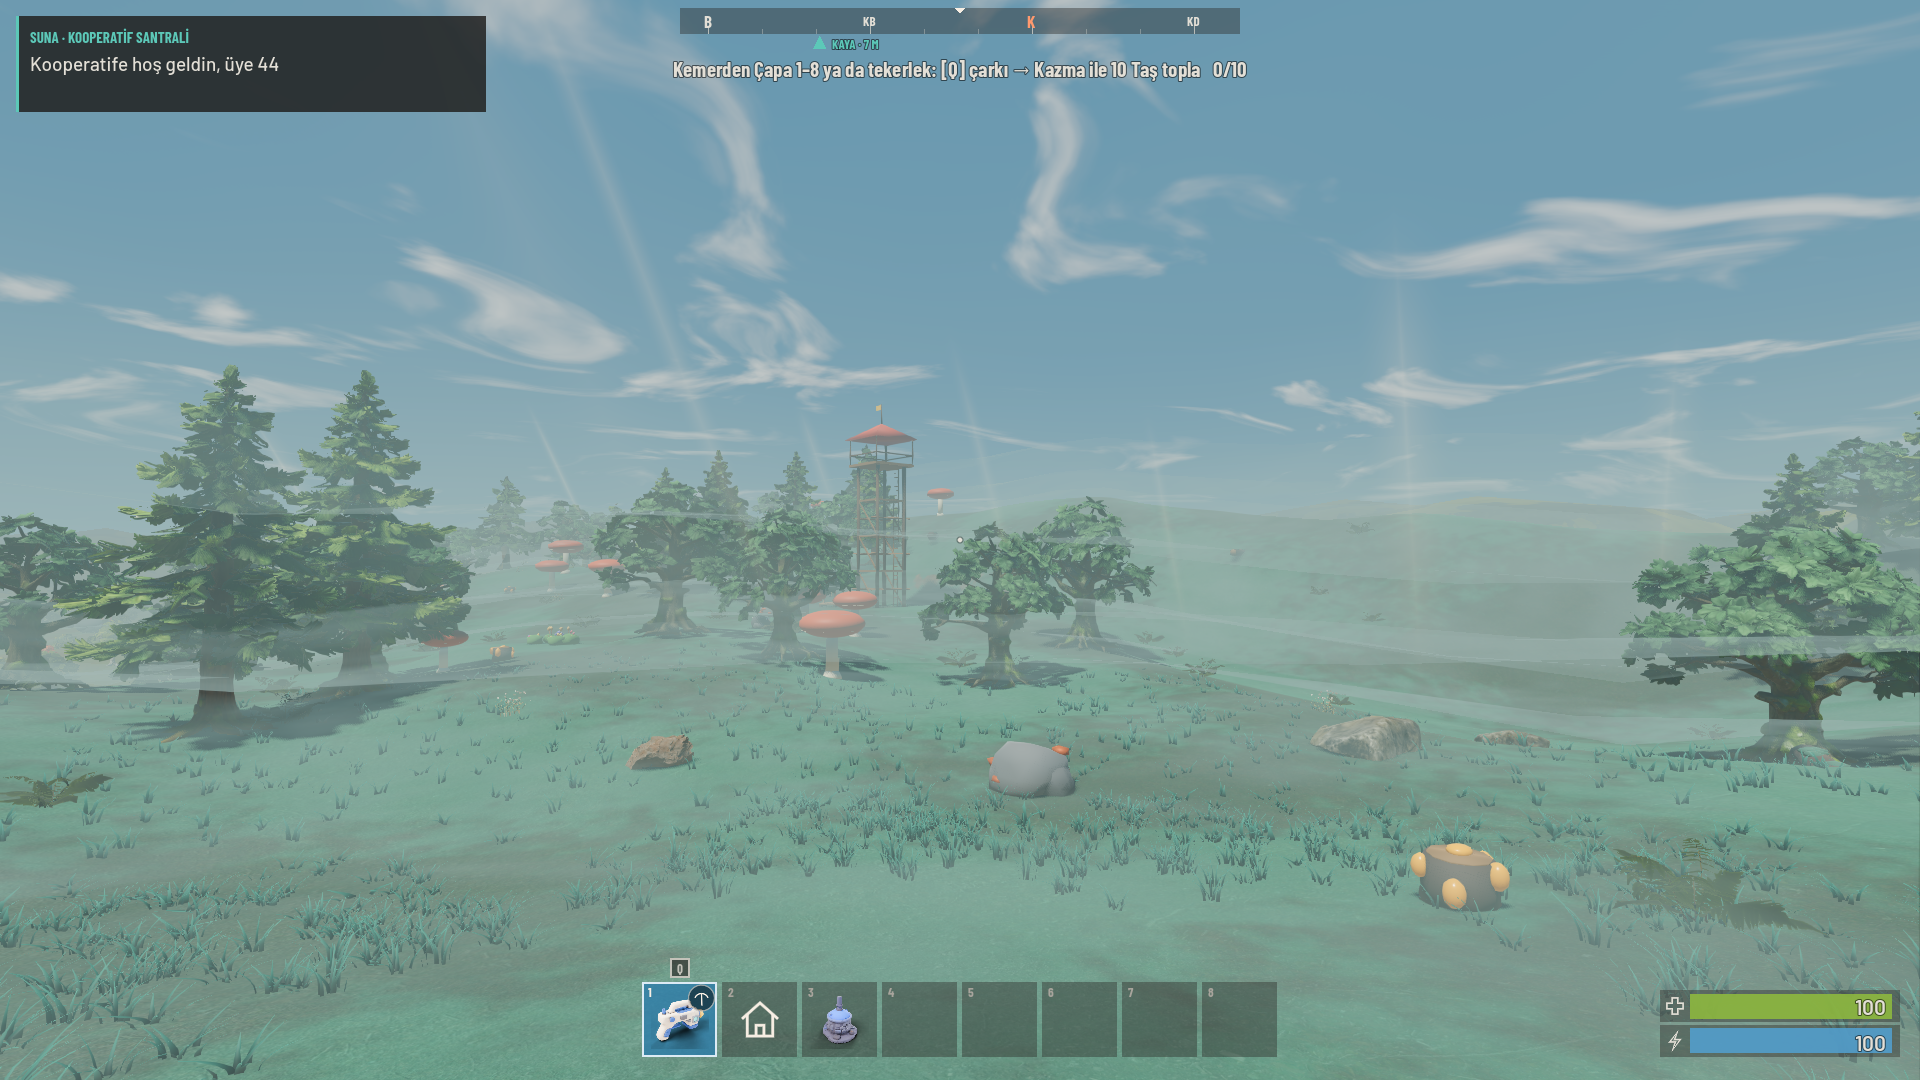 SUNA · KOOPERATİF SANTRALİ
Kooperatife hoş geldin, üye 44
B KB K KD
KAYA · 7 M
Kemerden Çapa 1-8 ya da tekerlek: [Q] çarkı → Kazma ile 10 Taş topla 0/10
Q
1 2 3 4 5 6 7 8
100
100